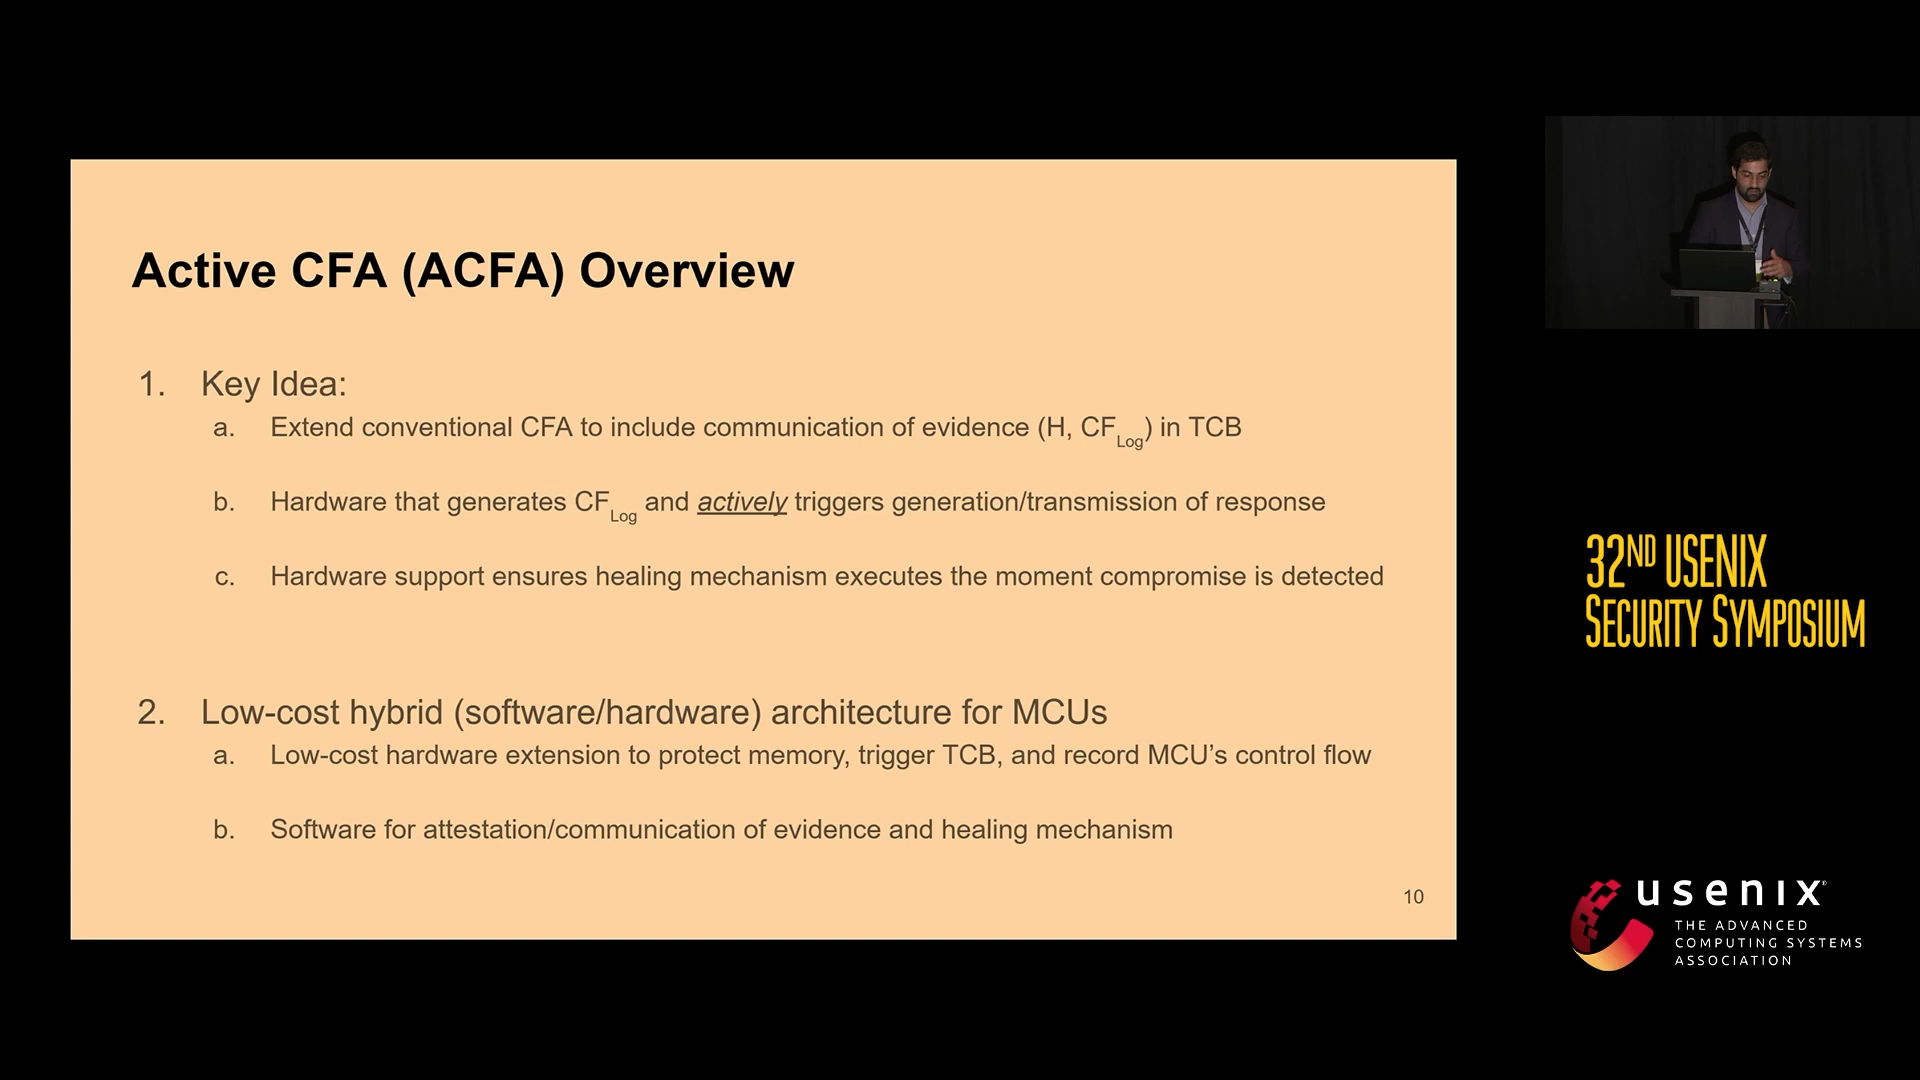 Active CFA (ACFA) Overview
1. Key Idea:
a. Extend conventional CFA to include communication of evidence (H, CF_Log) in TCB
b. Hardware that generates CF_Log and actively triggers generation/transmission of response
c. Hardware support ensures healing mechanism executes the moment compromise is detected
2. Low-cost hybrid (software/hardware) architecture for MCUs
a. Low-cost hardware extension to protect memory, trigger TCB, and record MCU’s control flow
b. Software for attestation/communication of evidence and healing mechanism
10
32ND USENIX
SECURITY SYMPOSIUM
usenix®
THE ADVANCED
COMPUTING SYSTEMS
ASSOCIATION